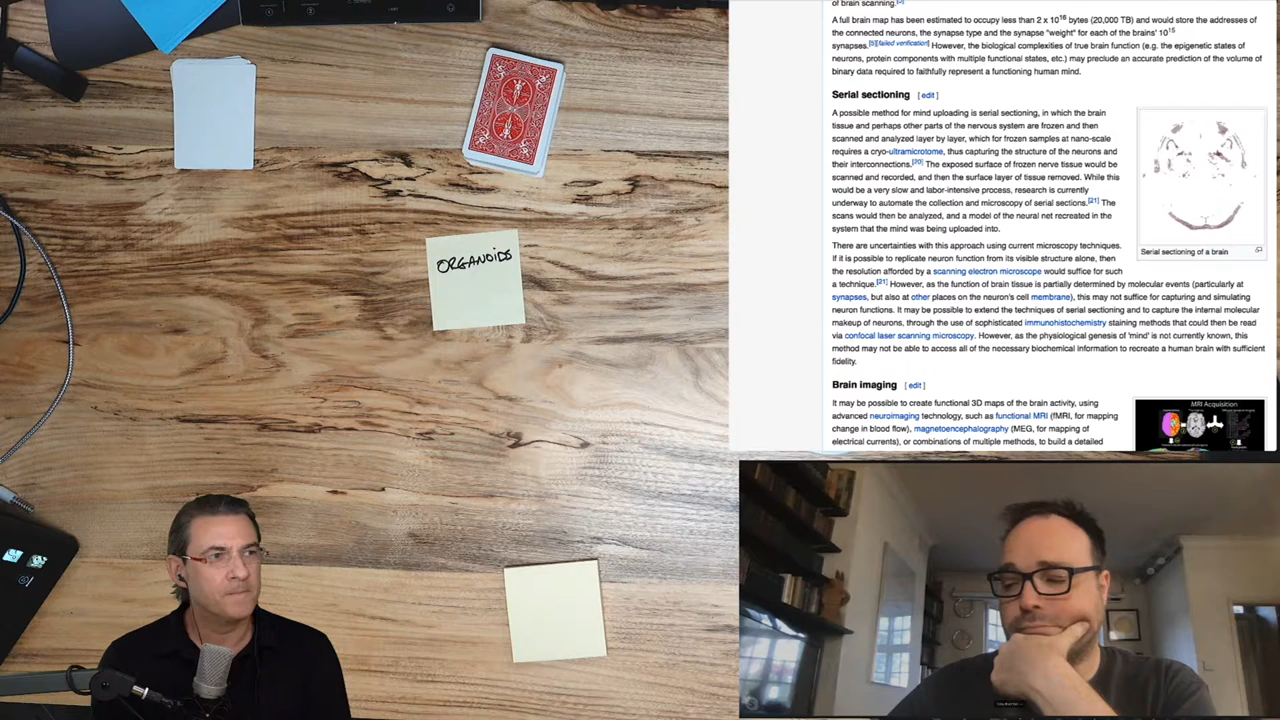 ORGANOIDS
of brain scanning.
A full brain map has been estimated to occupy less than 2 x 10¹⁶ bytes (20,000 TB) and would store the addresses of
the connected neurons, the synapse type and the synapse "weight" for each of the brains' 10¹⁵
synapses.[5][failed verification] However, the biological complexities of true brain function (e.g. the epigenetic states of
neurons, protein components with multiple functional states, etc.) may preclude an accurate prediction of the volume of
binary data required to faithfully represent a functioning human mind.
Serial sectioning [ edit ]
A possible method for mind uploading is serial sectioning, in which the brain
tissue and perhaps other parts of the nervous system are frozen and then
scanned and analyzed layer by layer, which for frozen samples at nano-scale
requires a cryo-ultramicrotome, thus capturing the structure of the neurons and
their interconnections.[20] The exposed surface of frozen nerve tissue would be
scanned and recorded, and then the surface layer of tissue removed. While this
would be a very slow and labor-intensive process, research is currently
underway to automate the collection and microscopy of serial sections.[21] The
scans would then be analyzed, and a model of the neural net recreated in the
system that the mind was being uploaded into.
Serial sectioning of a brain
There are uncertainties with this approach using current microscopy techniques.
If it is possible to replicate neuron function from its visible structure alone, then
the resolution afforded by a scanning electron microscope would suffice for such
a technique.[21] However, as the function of brain tissue is partially determined by molecular events (particularly at
synapses, but also at other places on the neuron's cell membrane), this may not suffice for capturing and simulating
neuron functions. It may be possible to extend the techniques of serial sectioning and to capture the internal molecular
makeup of neurons, through the use of sophisticated immunohistochemistry staining methods that could then be read
via confocal laser scanning microscopy. However, as the physiological genesis of 'mind' is not currently known, this
method may not be able to access all of the necessary biochemical information to recreate a human brain with sufficient
fidelity.
Brain imaging [ edit ]
It may be possible to create functional 3D maps of the brain activity, using
advanced neuroimaging technology, such as functional MRI (fMRI, for mapping
change in blood flow), magnetoencephalography (MEG, for mapping of
electrical currents), or combinations of multiple methods, to build a detailed
MRI Acquisition